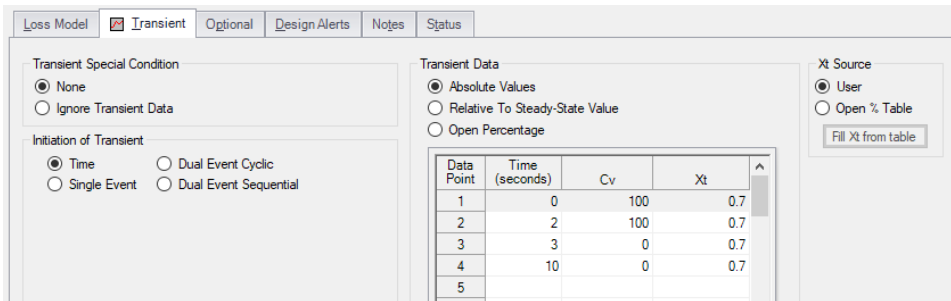 Loss Model Transient Optional Design Alerts Notes Status
Transient Special Condition
None
Ignore Transient Data
Initiation of Transient
Time Dual Event Cyclic
Single Event Dual Event Sequential
Transient Data
Absolute Values
Relative To Steady-State Value
Open Percentage
Data Point Time (seconds) Cv Xt
1 0 100 0.7
2 2 100 0.7
3 3 0 0.7
4 10 0 0.7
5
Xt Source
User
Open % Table
Fill Xt from table